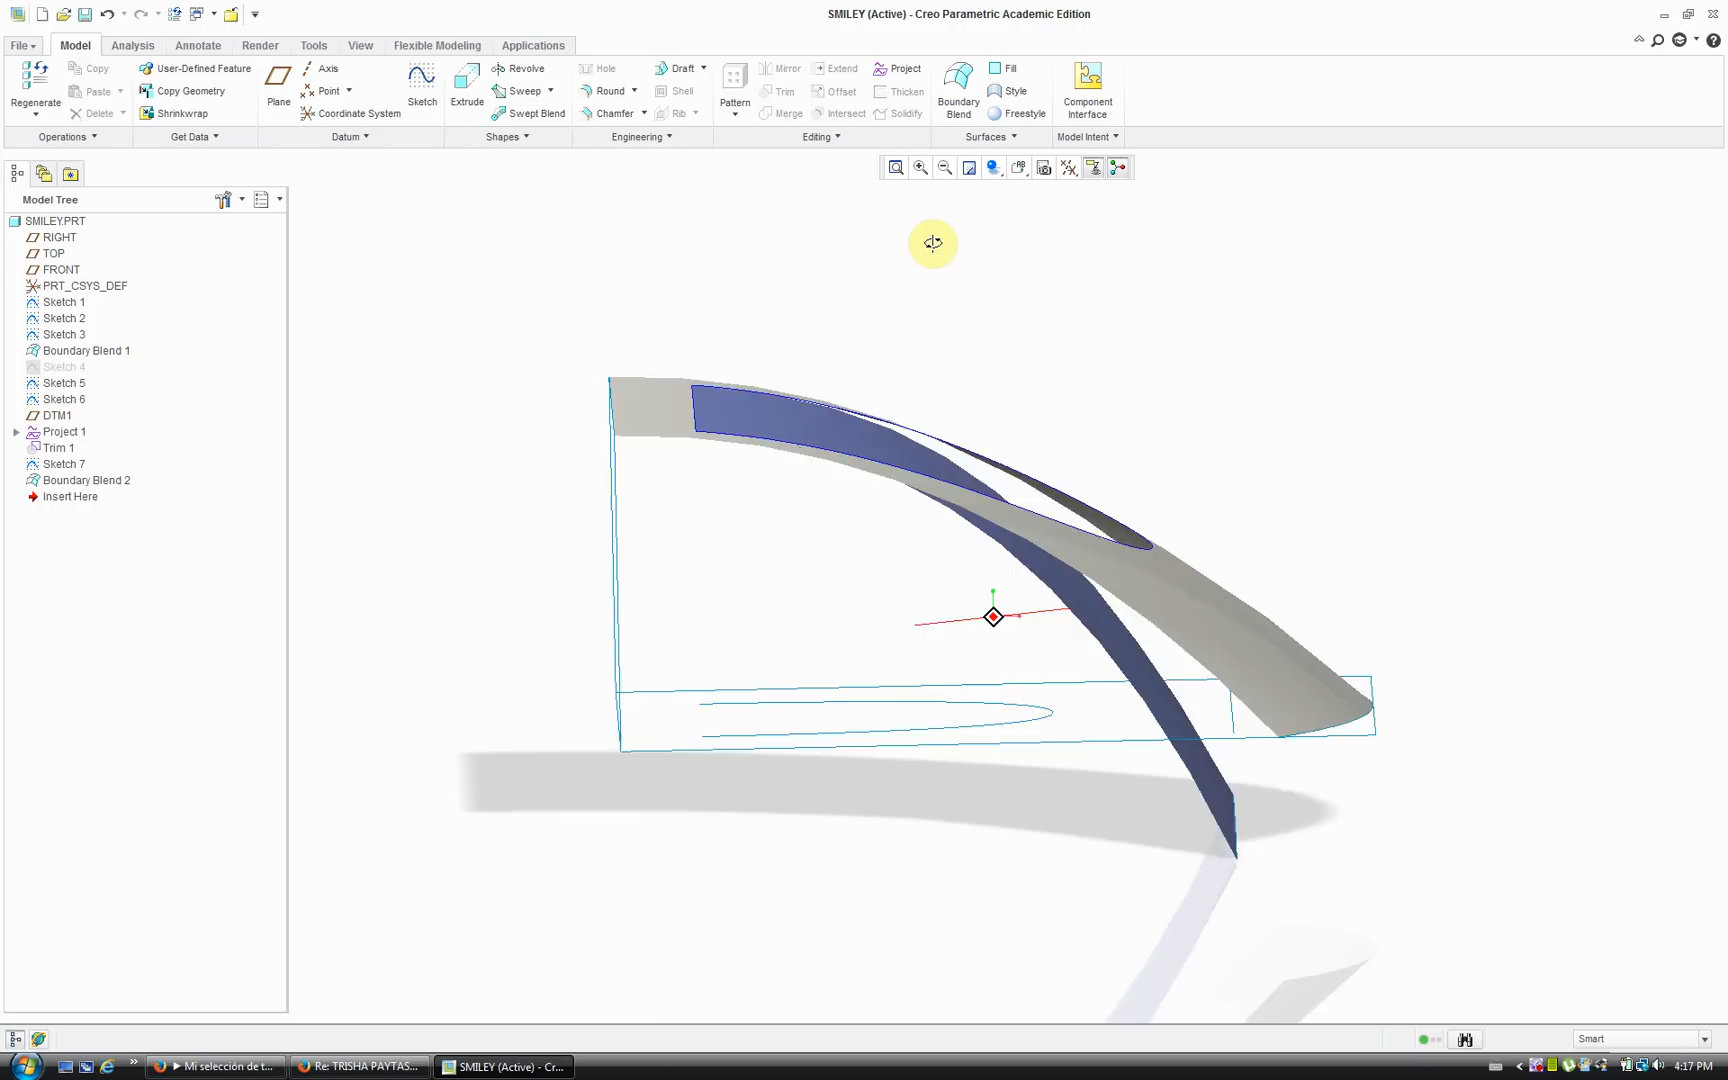 SMILEY (Active) - Creo Parametric Academic Edition
File Model Analysis Annotate Render Tools View Flexible Modeling Applications
Regenerate Copy Paste Delete
User-Defined Feature Copy Geometry Shrinkwrap
Plane Axis Point Coordinate System Sketch
Extrude Revolve Sweep Swept Blend
Hole Round Chamfer Draft Shell Rib
Pattern Mirror Trim Merge Extend Offset Intersect Project Thicken Solidify
Boundary Blend Fill Style Freestyle
Component Interface
Operations Get Data Datum Shapes Engineering Editing Surfaces Model Intent
Model Tree
SMILEY.PRT
RIGHT
TOP
FRONT
PRT_CSYS_DEF
Sketch 1
Sketch 2
Sketch 3
Boundary Blend 1
Sketch 4
Sketch 5
Sketch 6
DTM1
Project 1
Trim 1
Sketch 7
Boundary Blend 2
Insert Here
Smart
Mi selección de t... Re: TRISHA PAYTAS... SMILEY (Active) - Cr... 4:17 PM